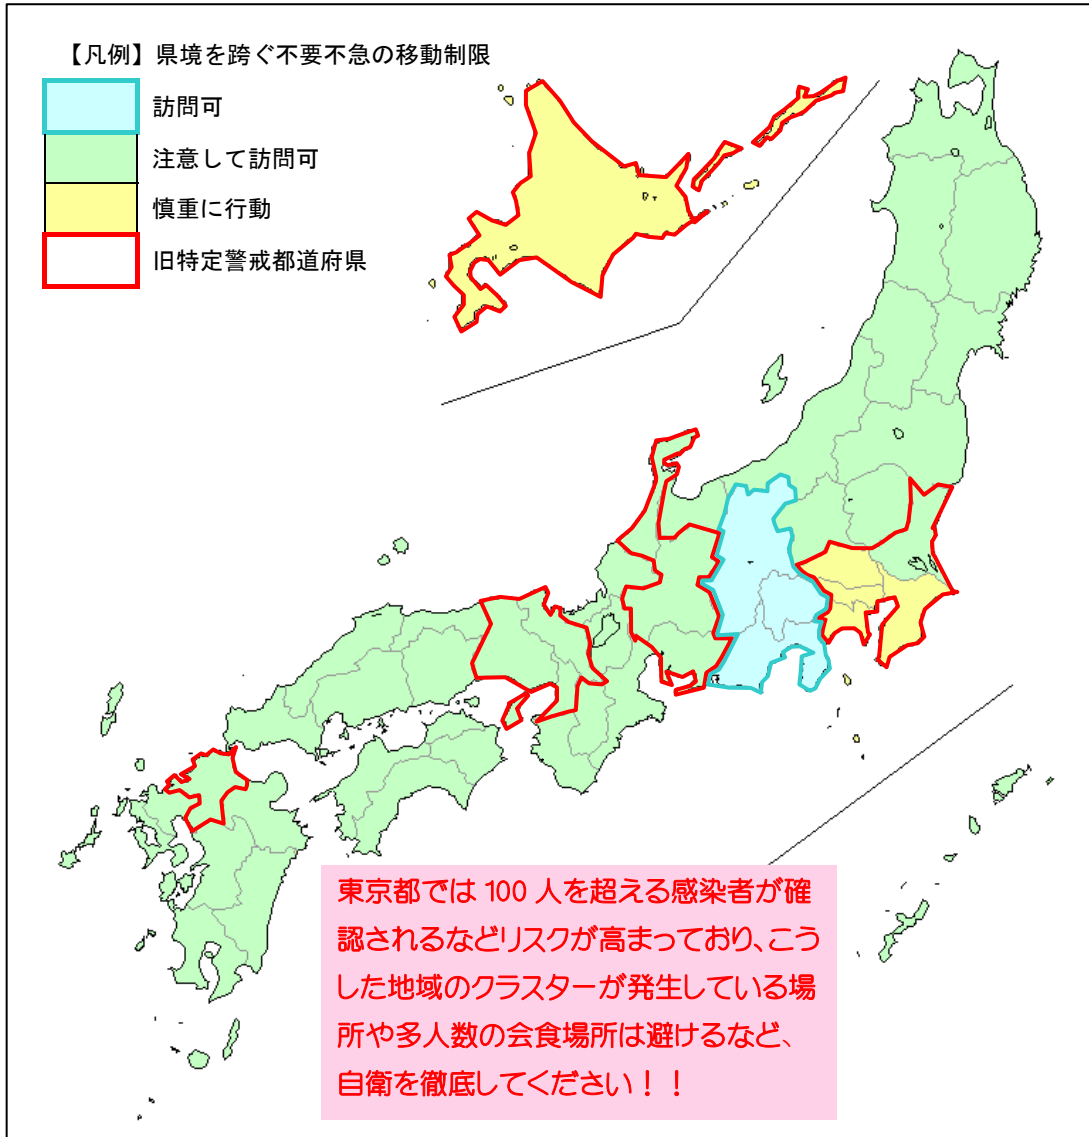 【凡例】県境を跨ぐ不要不急の移動制限
訪問可
注意して訪問可
慎重に行動
旧特定警戒都道府県
東京都では 100 人を超える感染者が確
認されるなどリスクが高まっており、こう
した地域のクラスターが発生している場
所や多人数の会食場所は避けるなど、
自衛を徹底してください！！